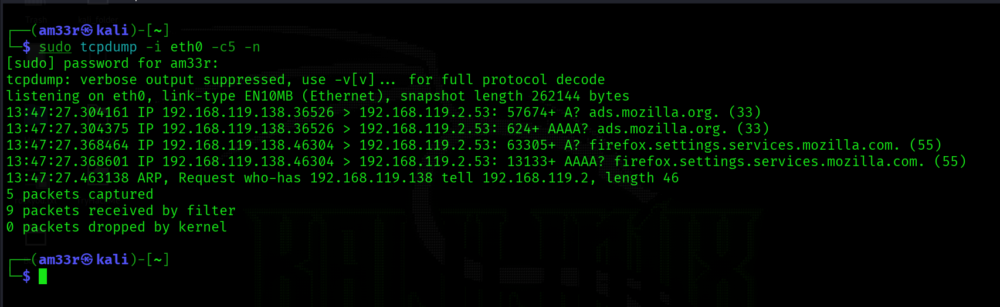 Trash kali_folder
┌──(am33r㉿kali)-[~]
└─$ sudo tcpdump -i eth0 -c5 -n
[sudo] password for am33r:
tcpdump: verbose output suppressed, use -v[v]... for full protocol decode
listening on eth0, link-type EN10MB (Ethernet), snapshot length 262144 bytes
13:47:27.304161 IP 192.168.119.138.36526 > 192.168.119.2.53: 57674+ A? ads.mozilla.org. (33)
13:47:27.304375 IP 192.168.119.138.36526 > 192.168.119.2.53: 624+ AAAA? ads.mozilla.org. (33)
13:47:27.368464 IP 192.168.119.138.46304 > 192.168.119.2.53: 63305+ A? firefox.settings.services.mozilla.com. (55)
13:47:27.368601 IP 192.168.119.138.46304 > 192.168.119.2.53: 13133+ AAAA? firefox.settings.services.mozilla.com. (55)
13:47:27.463138 ARP, Request who-has 192.168.119.138 tell 192.168.119.2, length 46
5 packets captured
9 packets received by filter
0 packets dropped by kernel
┌──(am33r㉿kali)-[~]
└─$